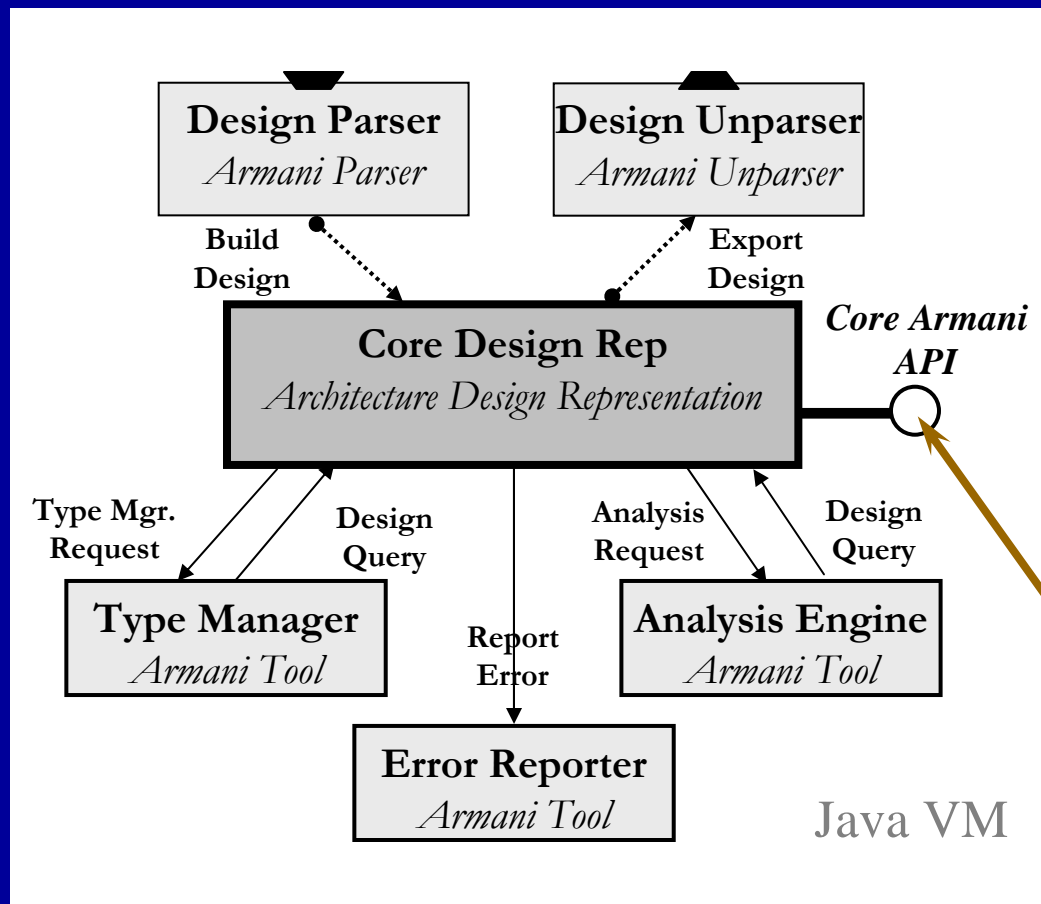 Design Parser
Armani Parser
Design Unparser
Armani Unparser
Build
Design
Export
Design
Core Design Rep
Architecture Design Representation
Core Armani
API
Type Mgr.
Request
Design
Query
Analysis
Request
Design
Query
Type Manager
Armani Tool
Report
Error
Analysis Engine
Armani Tool
Error Reporter
Armani Tool
Java VM